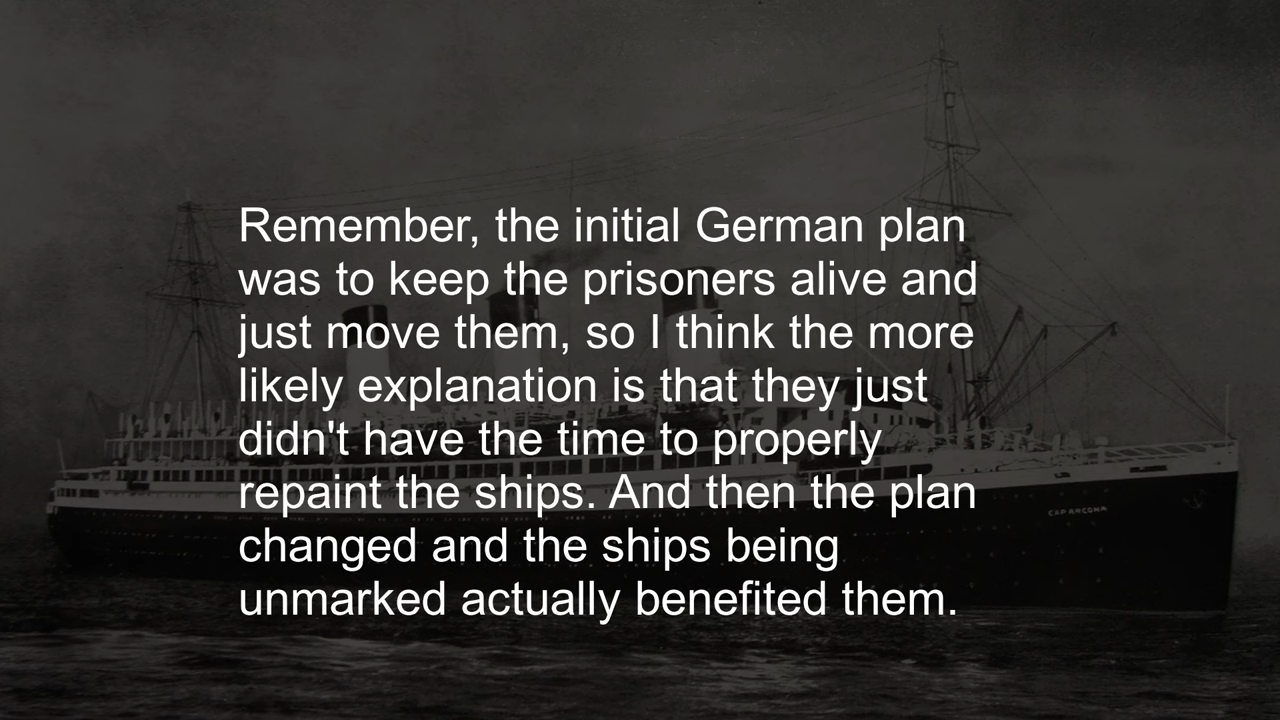 Remember, the initial German plan
was to keep the prisoners alive and
just move them, so I think the more
likely explanation is that they just
didn't have the time to properly
repaint the ships. And then the plan
changed and the ships being
unmarked actually benefited them.
CAP ARCONA